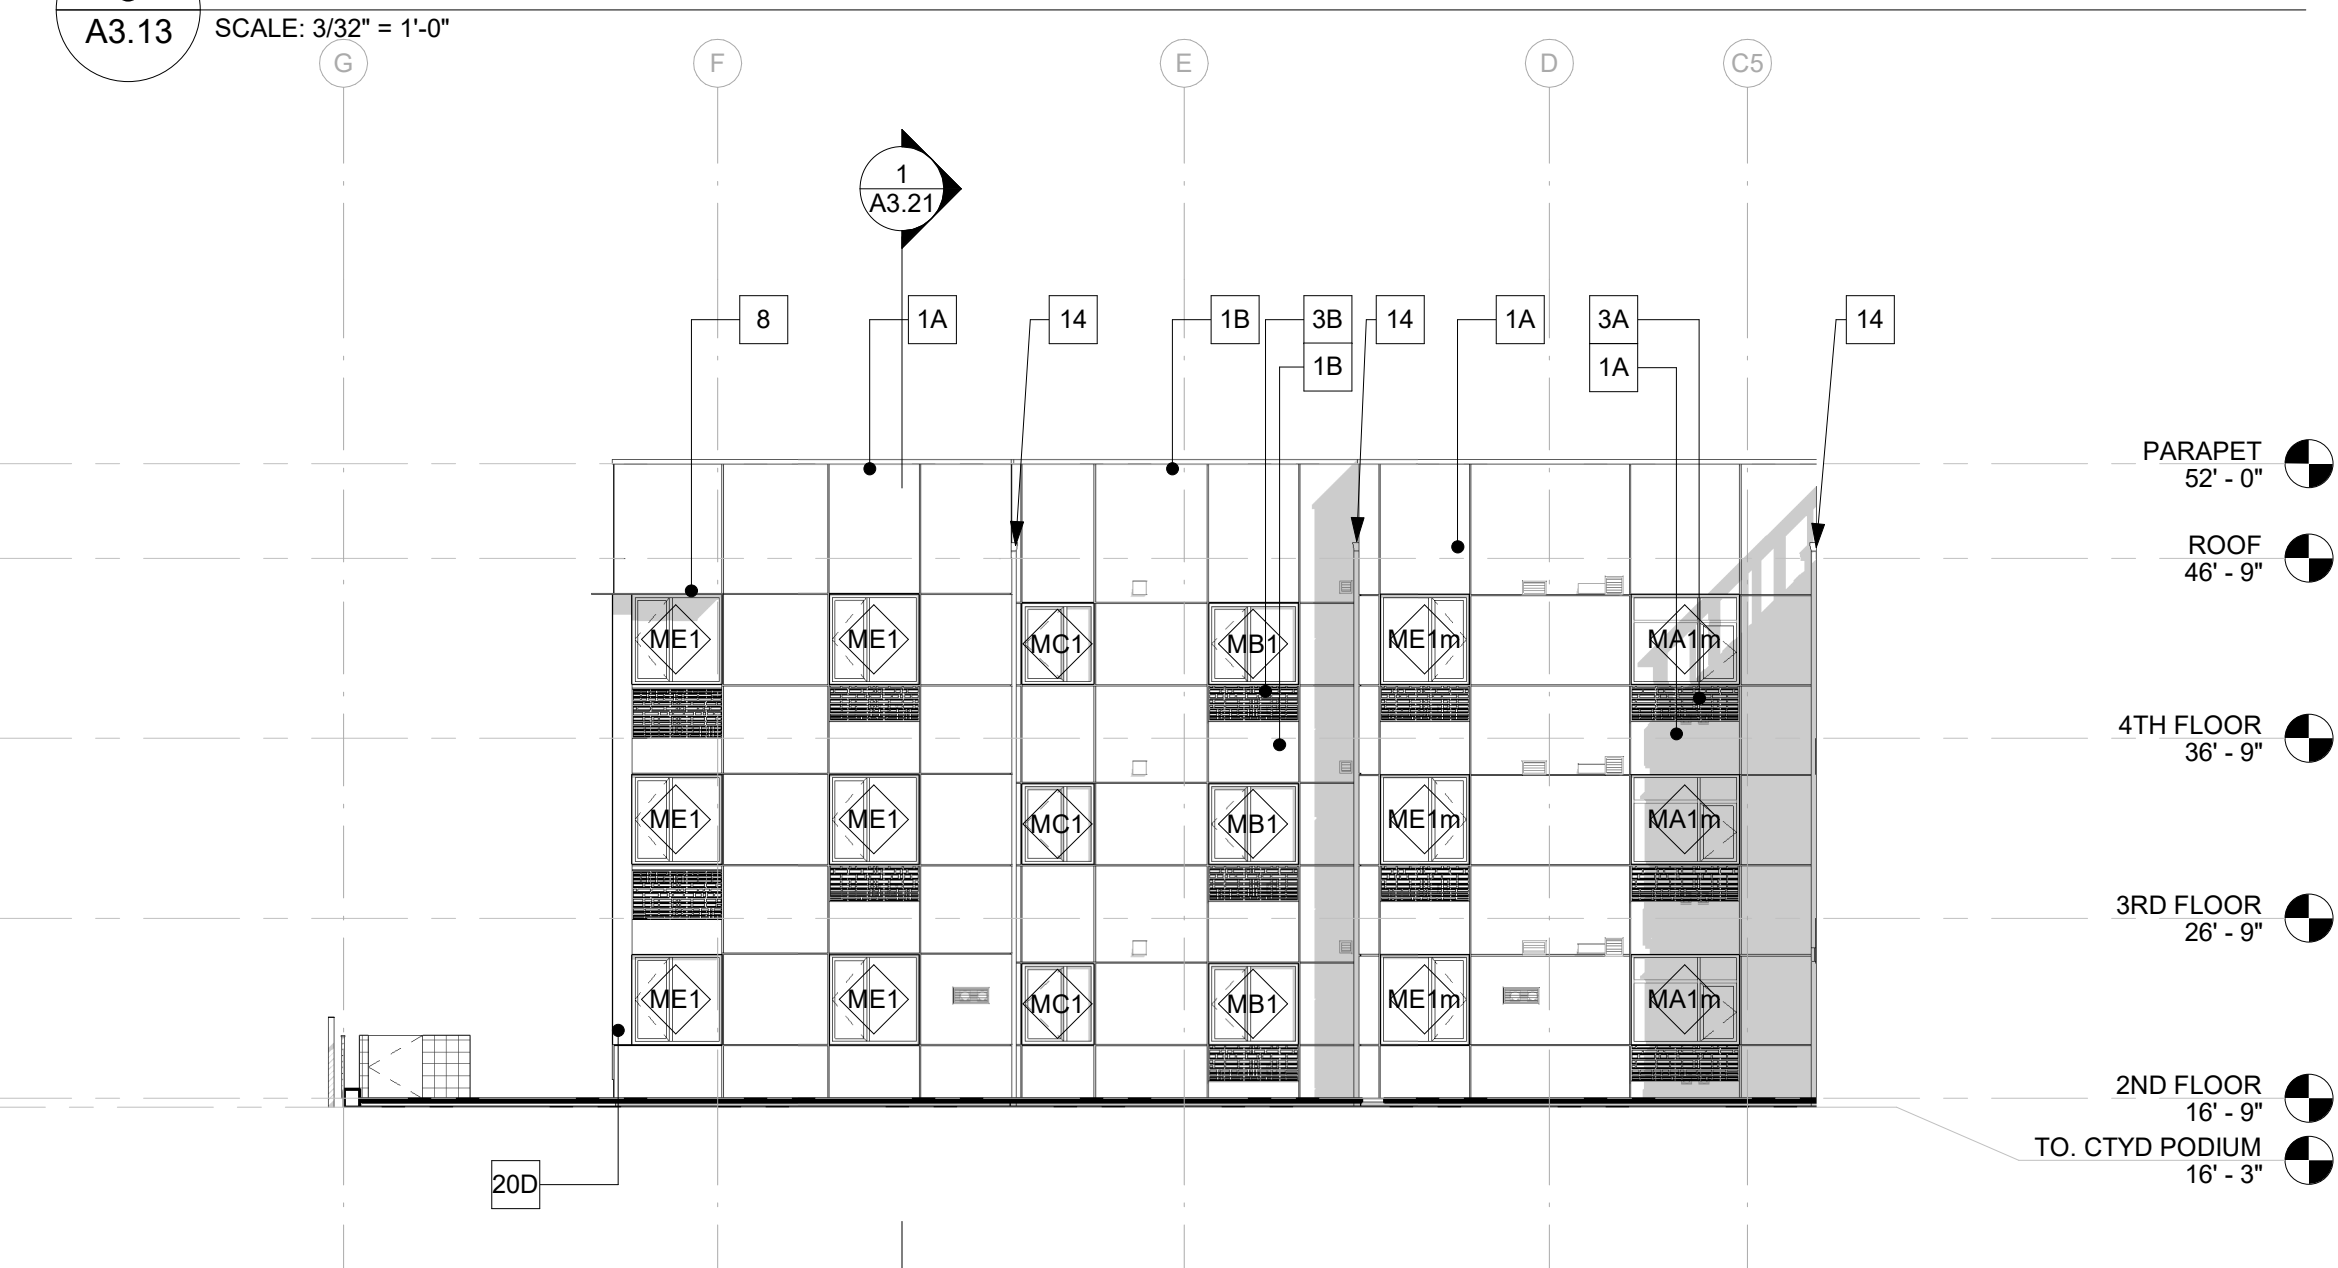 A3.13
SCALE: 3/32" = 1'-0"
G
F
E
D
C5
1
A3.21
8
1A
14
1B
3B
14
1A
3A
14
1B
1A
PARAPET
52' - 0"
ROOF
46' - 9"
ME1
ME1
MC1
MB1
ME1m
MA1m
4TH FLOOR
36' - 9"
ME1
ME1
MC1
MB1
ME1m
MA1m
3RD FLOOR
26' - 9"
ME1
ME1
MC1
MB1
ME1m
MA1m
2ND FLOOR
16' - 9"
TO. CTYD PODIUM
16' - 3"
20D